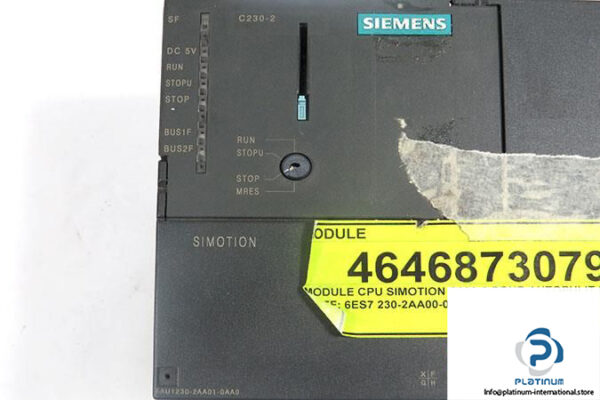 SF
C230-2
SIEMENS
DC 5V
RUN
STOPU
STOP
BUS1F
BUS2F
RUN
STOPU
STOP
MRES
SIMOTION
ODULE
4646873079
MODULE CPU SIMOTION
6ES7 230-2AA00-0
X F
6AU1230-2AA01-0AA0
PLATINUM
Info@platinum-international.store